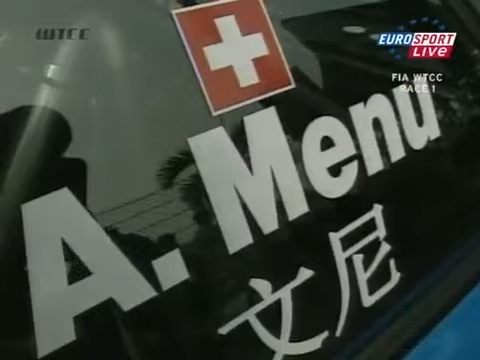 WTCC
EUROSPORT
LIVE
FIA WTCC
RACE 1
A. Menu
文尼